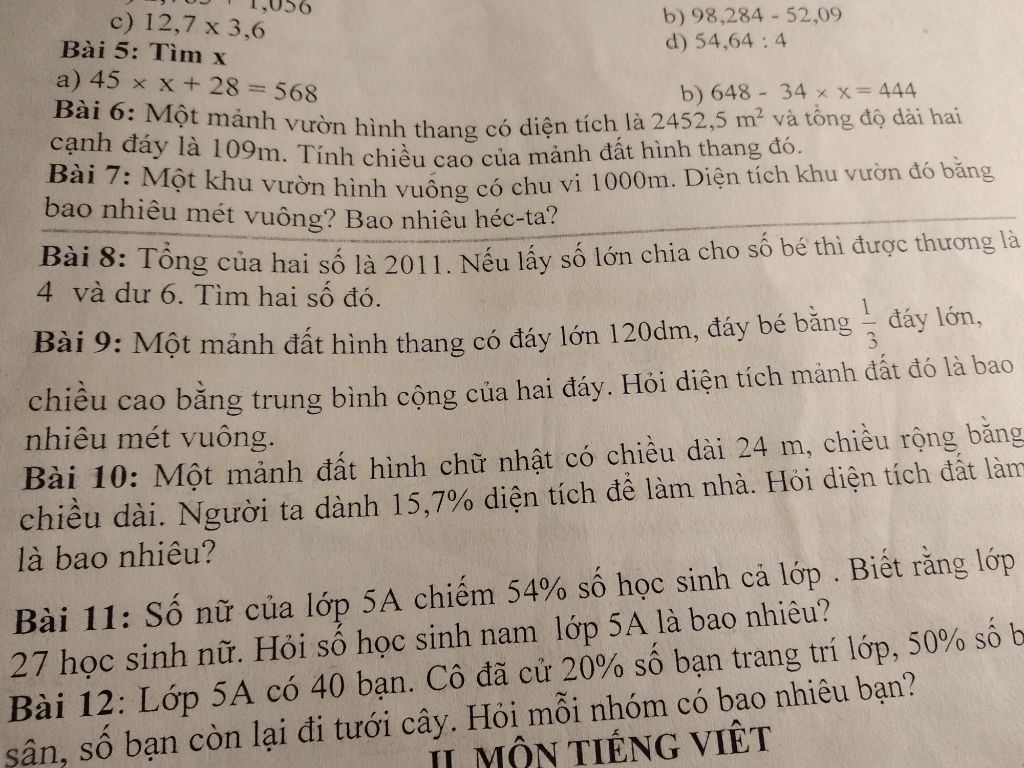 1,056
c) 12,7 x 3,6
b) 98,284 - 52,09
d) 54,64 : 4
Bài 5: Tìm x
a) 45 × x + 28 = 568
b) 648 - 34 × x = 444
Bài 6: Một mảnh vườn hình thang có diện tích là 2452,5 m² và tổng độ dài hai
cạnh đáy là 109m. Tính chiều cao của mảnh đất hình thang đó.
Bài 7: Một khu vườn hình vuông có chu vi 1000m. Diện tích khu vườn đó bằng
bao nhiêu mét vuông? Bao nhiêu héc-ta?
Bài 8: Tổng của hai số là 2011. Nếu lấy số lớn chia cho số bé thì được thương là
4 và dư 6. Tìm hai số đó.
Bài 9: Một mảnh đất hình thang có đáy lớn 120dm, đáy bé bằng 1/3 đáy lớn,
chiều cao bằng trung bình cộng của hai đáy. Hỏi diện tích mảnh đất đó là bao
nhiêu mét vuông.
Bài 10: Một mảnh đất hình chữ nhật có chiều dài 24 m, chiều rộng bằng
chiều dài. Người ta dành 15,7% diện tích để làm nhà. Hỏi diện tích đất làm
là bao nhiêu?
Bài 11: Số nữ của lớp 5A chiếm 54% số học sinh cả lớp . Biết rằng lớp
27 học sinh nữ. Hỏi số học sinh nam lớp 5A là bao nhiêu?
Bài 12: Lớp 5A có 40 bạn. Cô đã cử 20% số bạn trang trí lớp, 50% số
sân, số bạn còn lại đi tưới cây. Hỏi mỗi nhóm có bao nhiêu bạn?
II MÔN TIẾNG VIỆT